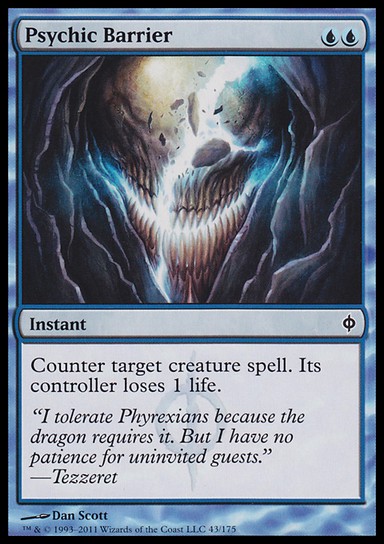 Psychic Barrier
Instant
Counter target creature spell. Its
controller loses 1 life.
“I tolerate Phyrexians because the
dragon requires it. But I have no
patience for uninvited guests.”
—Tezzeret
Dan Scott
™ & © 1993–2011 Wizards of the Coast LLC 43/175